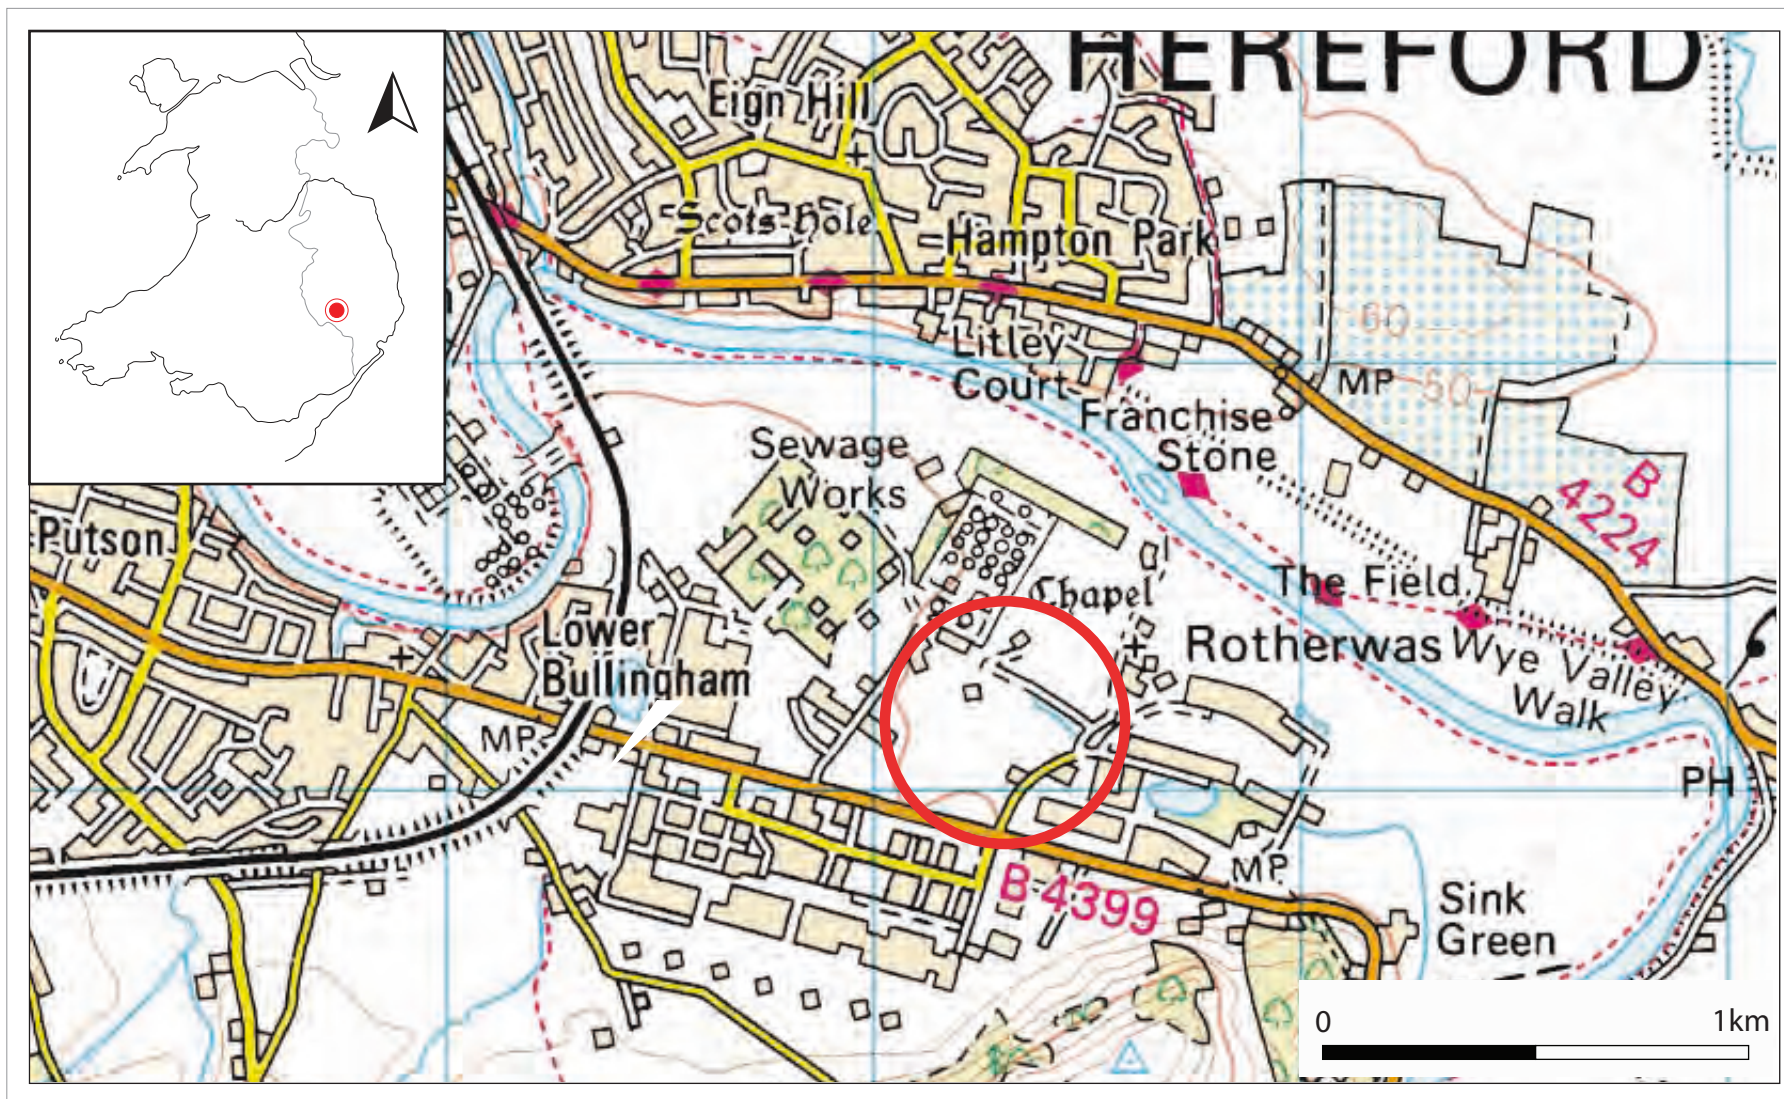 HEREFORD
Eign Hill
Scots Hole
Hampton Park
Litley
Court
MP
60
50
Franchise
Stone
Sewage
Works
B
4224
Putson
The Field
Chapel
Lower
Bullingham
Rotherwas
Wye Valley
Walk
MP
PH
MP
B 4399
Sink
Green
0
1km